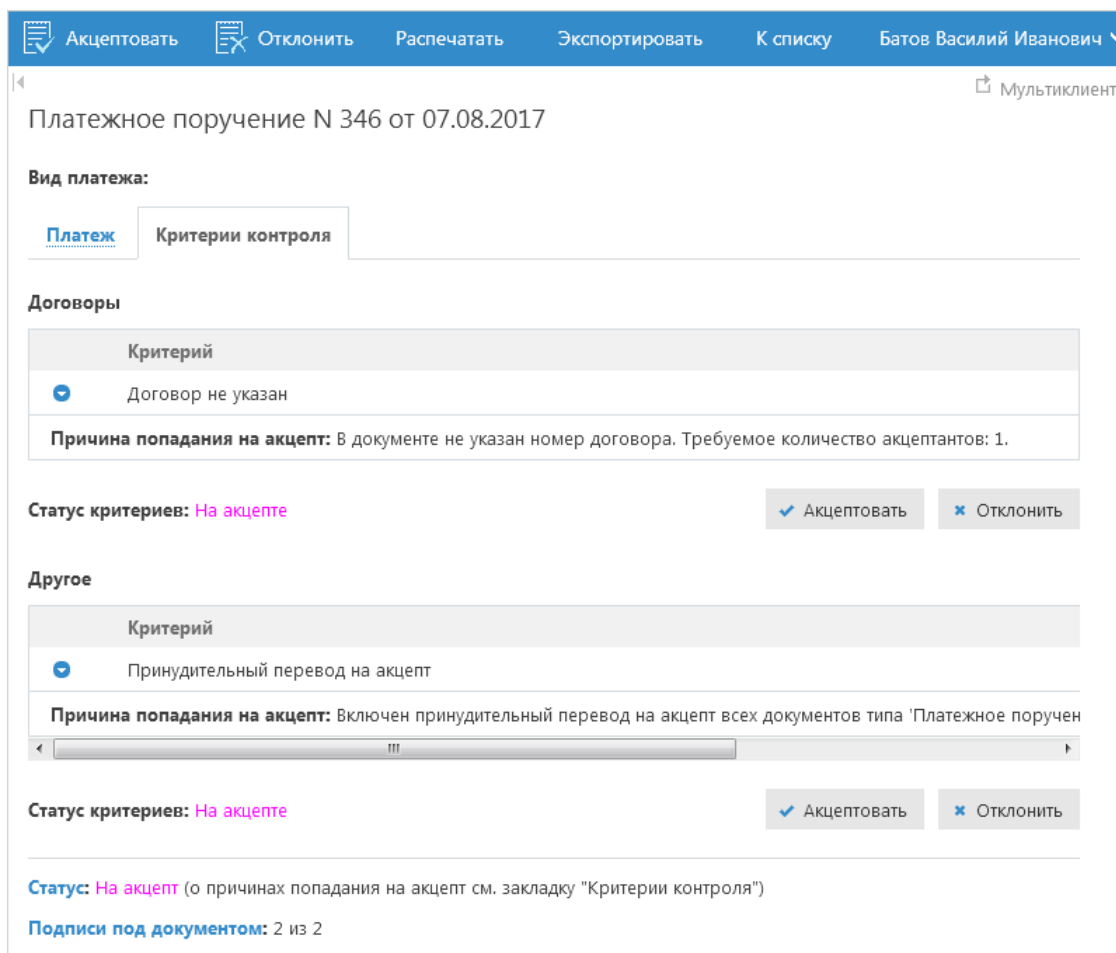 Акцептовать Отклонить Распечатать Экспортировать К списку Батов Василий Иванович
Мультиклиент
Платежное поручение N 346 от 07.08.2017
Вид платежа:
Платеж Критерии контроля
Договоры
Критерий
Договор не указан
Причина попадания на акцепт: В документе не указан номер договора. Требуемое количество акцептантов: 1.
Статус критериев: На акцепте Акцептовать Отклонить
Другое
Критерий
Принудительный перевод на акцепт
Причина попадания на акцепт: Включен принудительный перевод на акцепт всех документов типа 'Платежное поручен
Статус критериев: На акцепте Акцептовать Отклонить
Статус: На акцепт (о причинах попадания на акцепт см. закладку "Критерии контроля")
Подписи под документом: 2 из 2